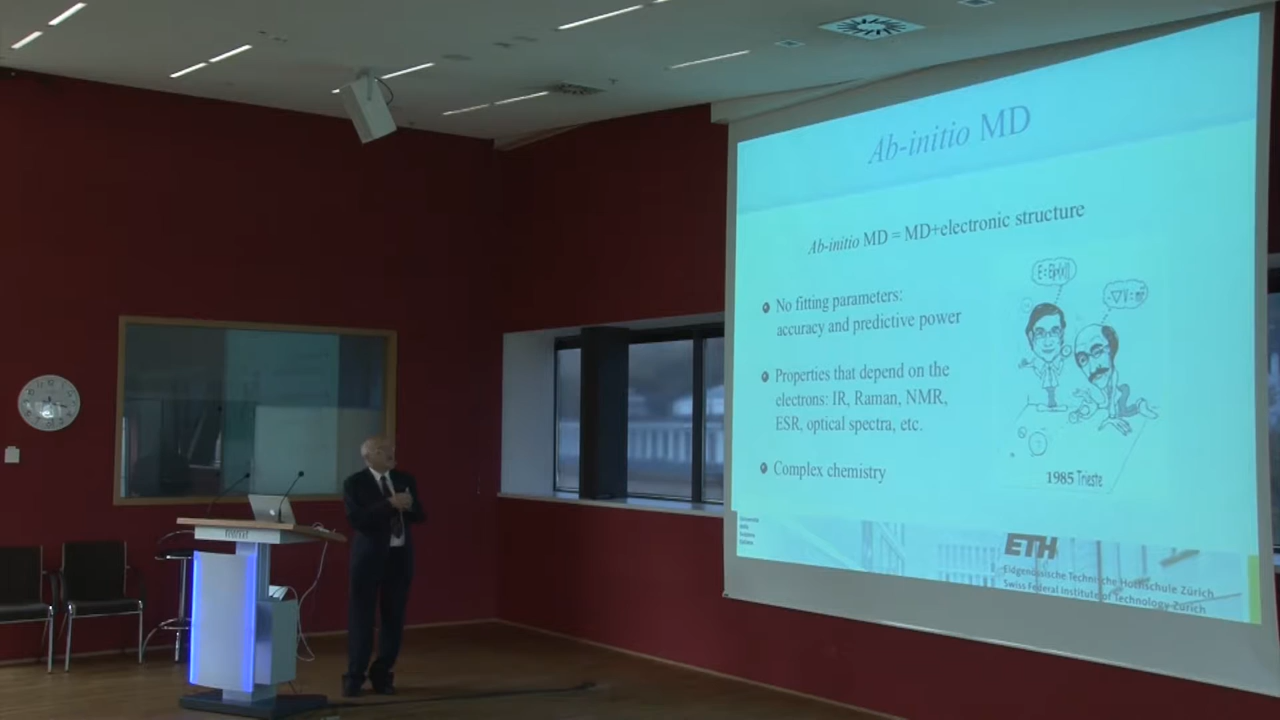 Ab-initio MD
Ab-initio MD = MD+electronic structure
No fitting parameters:
accuracy and predictive power
Properties that depend on the
electrons: IR, Raman, NMR,
ESR, optical spectra, etc.
Complex chemistry
1985 Trieste
ETH
Eidgenössische Technische Hochschule Zürich
Swiss Federal Institute of Technology Zurich